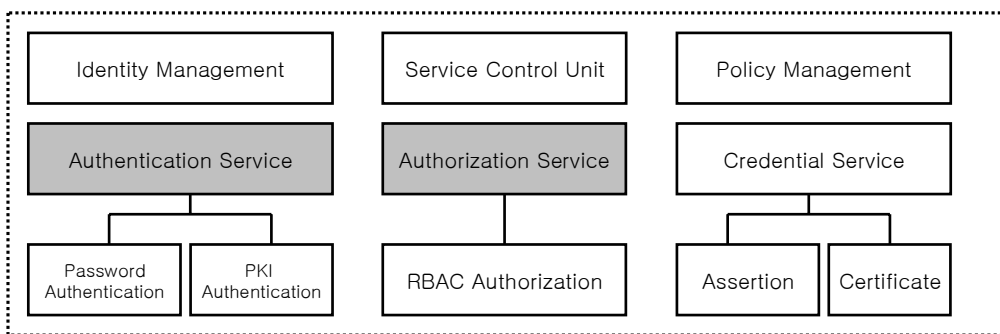 Identity Management
Service Control Unit
Policy Management
Authentication Service
Authorization Service
Credential Service
Password
Authentication
PKI
Authentication
RBAC Authorization
Assertion
Certificate